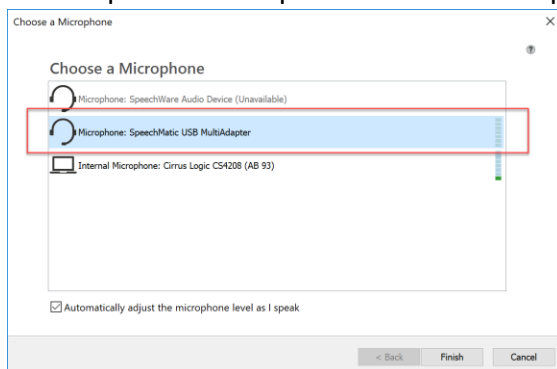 Choose a Microphone
Choose a Microphone
Microphone: SpeechWare Audio Device (Unavailable)
Microphone: SpeechMatic USB MultiAdapter
Internal Microphone: Cirrus Logic CS4208 (AB 93)
Automatically adjust the microphone level as I speak
< Back Finish Cancel